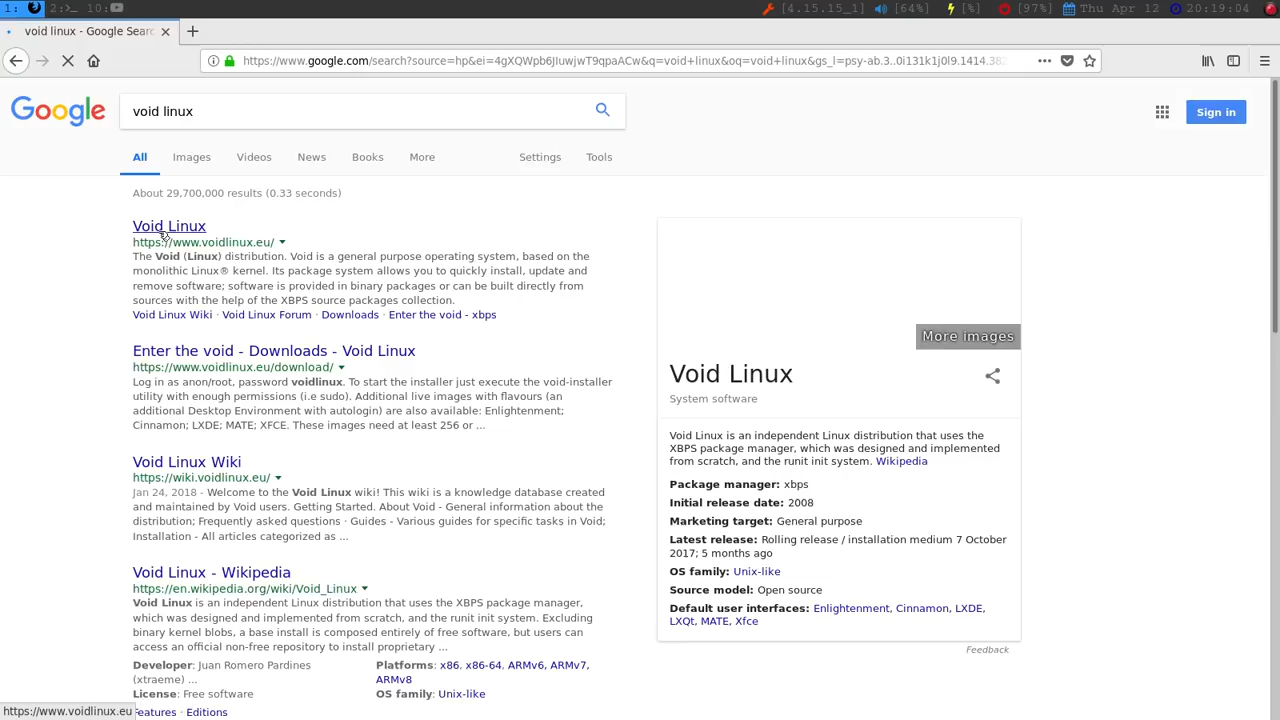 1: 2:>_ 10: [4.15.15_1] [64%] [%] [97%] Thu Apr 12 20:19:04
void linux - Google Searc
https://www.google.com/search?source=hp&ei=4gXQWpb6JIuwjwT9qpaACw&q=void+linux&oq=void+linux&gs_l=psy-ab.3..0i131k1j0l9.1414.382
Google void linux Sign in
All Images Videos News Books More Settings Tools
About 29,700,000 results (0.33 seconds)
Void Linux
https://www.voidlinux.eu/
The Void (Linux) distribution. Void is a general purpose operating system, based on the
monolithic Linux® kernel. Its package system allows you to quickly install, update and
remove software; software is provided in binary packages or can be built directly from
sources with the help of the XBPS source packages collection.
Void Linux Wiki · Void Linux Forum · Downloads · Enter the void - xbps
Enter the void - Downloads - Void Linux
https://www.voidlinux.eu/download/
Log in as anon/root, password voidlinux. To start the installer just execute the void-installer
utility with enough permissions (i.e sudo). Additional live images with flavours (an
additional Desktop Environment with autologin) are also available: Enlightenment;
Cinnamon; LXDE; MATE; XFCE. These images need at least 256 or ...
Void Linux Wiki
https://wiki.voidlinux.eu/
Jan 24, 2018 - Welcome to the Void Linux wiki! This wiki is a knowledge database created
and maintained by Void users. Getting Started. About Void - General information about the
distribution; Frequently asked questions · Guides - Various guides for specific tasks in Void;
Installation - All articles categorized as ...
Void Linux - Wikipedia
https://en.wikipedia.org/wiki/Void_Linux
Void Linux is an independent Linux distribution that uses the XBPS package manager,
which was designed and implemented from scratch, and the runit init system. Excluding
binary kernel blobs, a base install is composed entirely of free software, but users can
access an official non-free repository to install proprietary ...
Developer: Juan Romero Pardines
(xtraeme) ...
Platforms: x86, x86-64, ARMv6, ARMv7,
ARMv8
License: Free software
OS family: Unix-like
Features · Editions
https://www.voidlinux.eu
More images
Void Linux
System software
Void Linux is an independent Linux distribution that uses the
XBPS package manager, which was designed and implemented
from scratch, and the runit init system. Wikipedia
Package manager: xbps
Initial release date: 2008
Marketing target: General purpose
Latest release: Rolling release / installation medium 7 October
2017; 5 months ago
OS family: Unix-like
Source model: Open source
Default user interfaces: Enlightenment, Cinnamon, LXDE,
LXQt, MATE, Xfce
Feedback